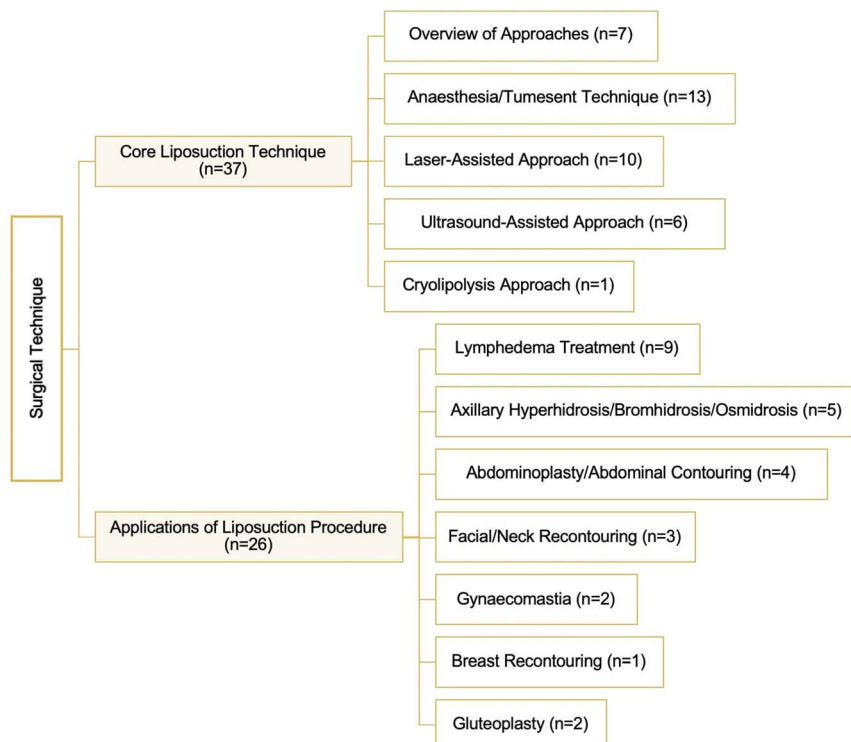 Surgical Technique
Core Liposuction Technique
(n=37)
Overview of Approaches (n=7)
Anaesthesia/Tumesent Technique (n=13)
Laser-Assisted Approach (n=10)
Ultrasound-Assisted Approach (n=6)
Cryolipolysis Approach (n=1)
Applications of Liposuction Procedure
(n=26)
Lymphedema Treatment (n=9)
Axillary Hyperhidrosis/Bromhidrosis/Osmidrosis (n=5)
Abdominoplasty/Abdominal Contouring (n=4)
Facial/Neck Recontouring (n=3)
Gynaecomastia (n=2)
Breast Recontouring (n=1)
Gluteoplasty (n=2)